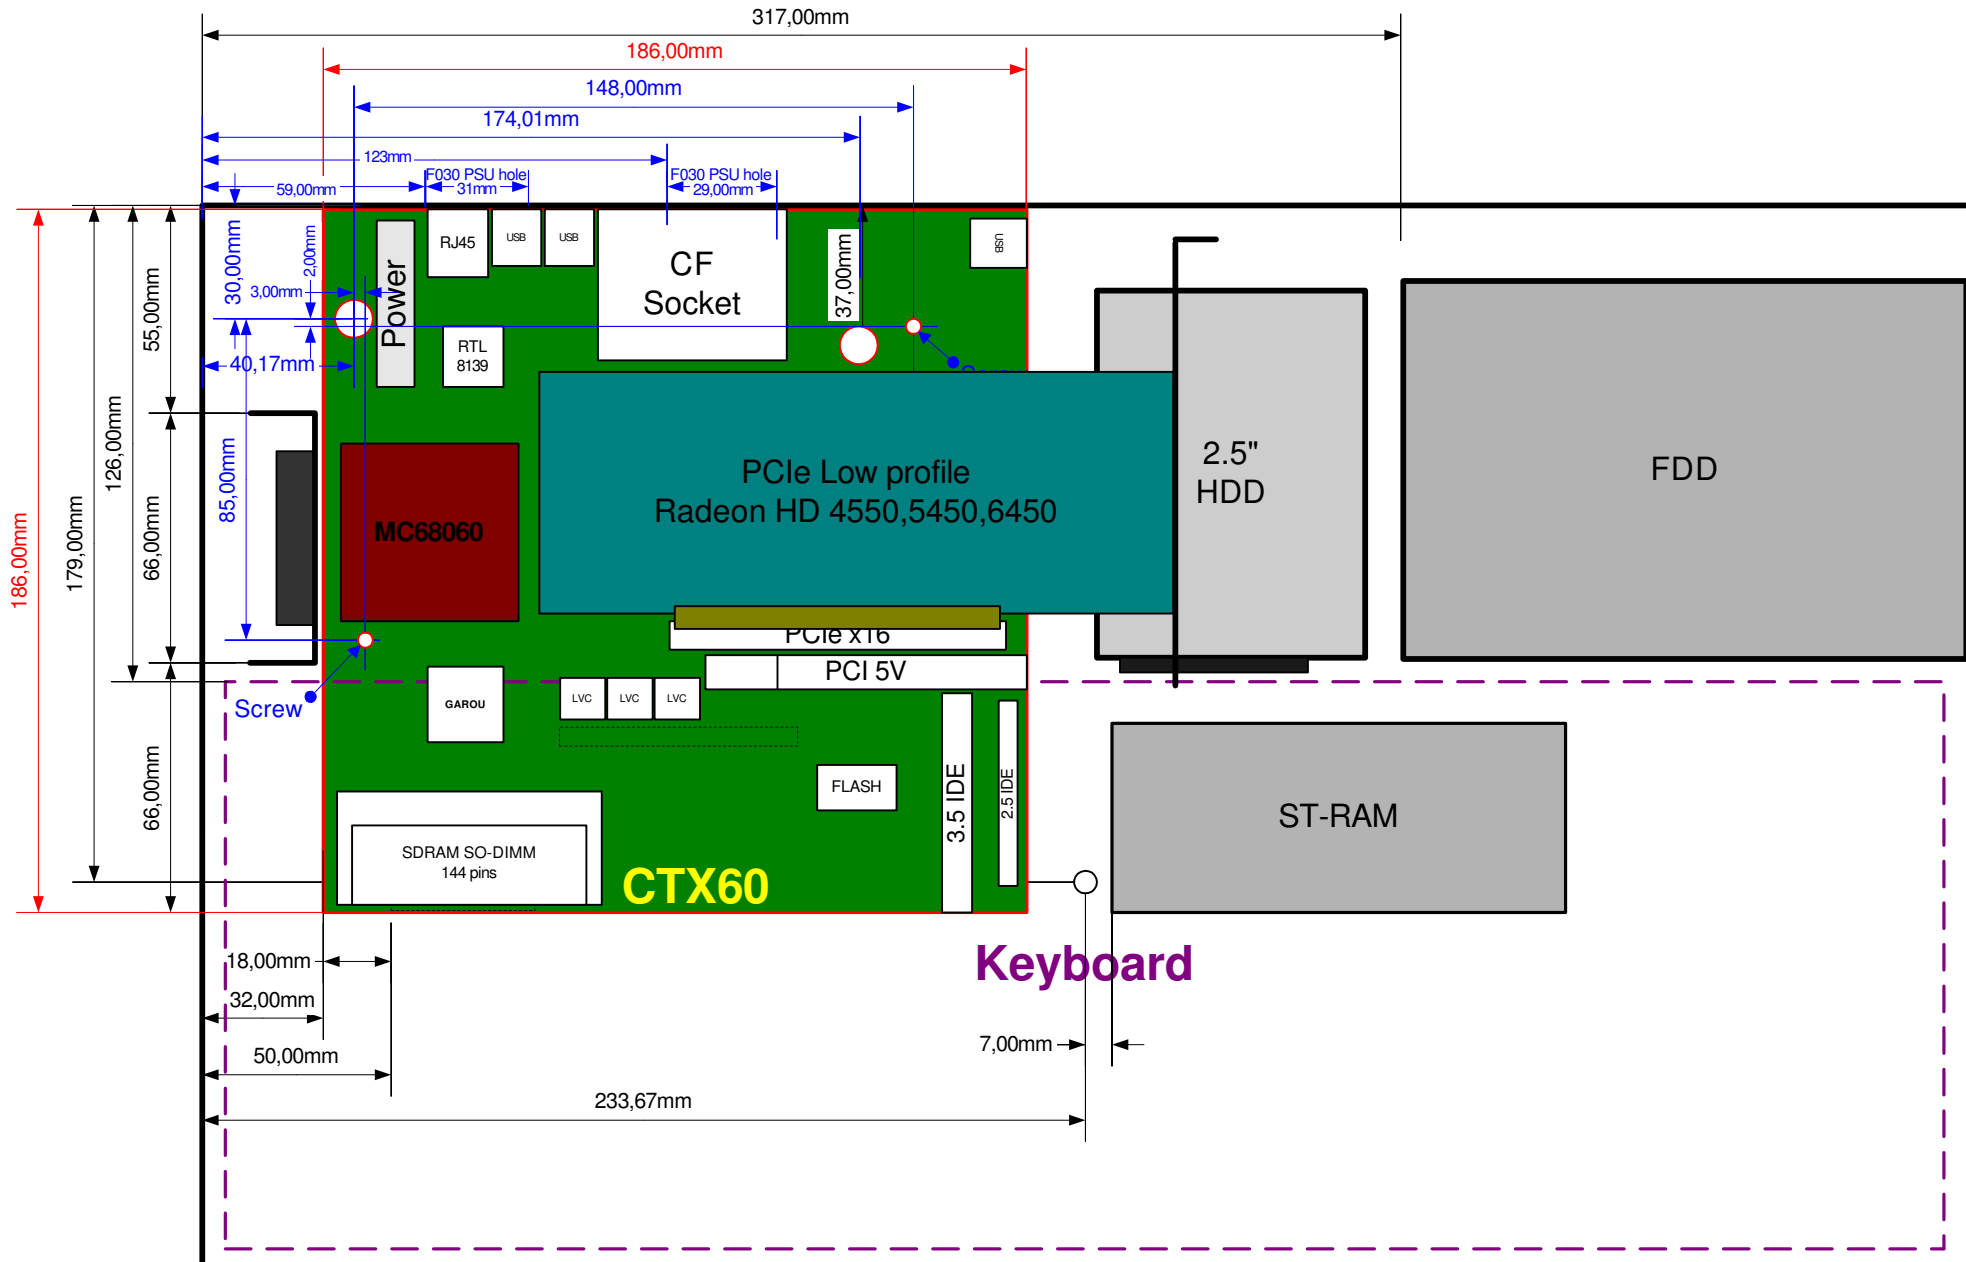 317,00mm
186,00mm
148,00mm
174,01mm
123mm
F030 PSU hole
F030 PSU hole
59,00mm
31mm
29,00mm
RJ45
USB
USB
USB
CF
Socket
Power
37,00mm
30,00mm
2,00mm
3,00mm
55,00mm
RTL
8139
40,17mm
126,00mm
85,00mm
179,00mm
66,00mm
186,00mm
MC68060
PCIe Low profile
Radeon HD 4550,5450,6450
2.5"
HDD
FDD
PCIe x16
PCI 5V
Screw
GAROU
LVC
LVC
LVC
66,00mm
FLASH
3.5 IDE
2.5 IDE
ST-RAM
SDRAM SO-DIMM
144 pins
CTX60
Keyboard
18,00mm
32,00mm
50,00mm
7,00mm
233,67mm